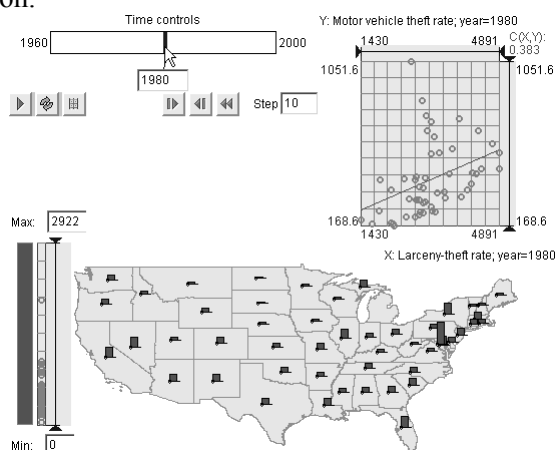 on.
Time controls
1960
2000
1980
Step 10
Y: Motor vehicle theft rate; year=1980
1430
4891
C(X,Y):
0.383
1051.6
1051.6
168.6
168.6
1430
4891
X: Larceny-theft rate; year=1980
Max: 2922
Min: 0